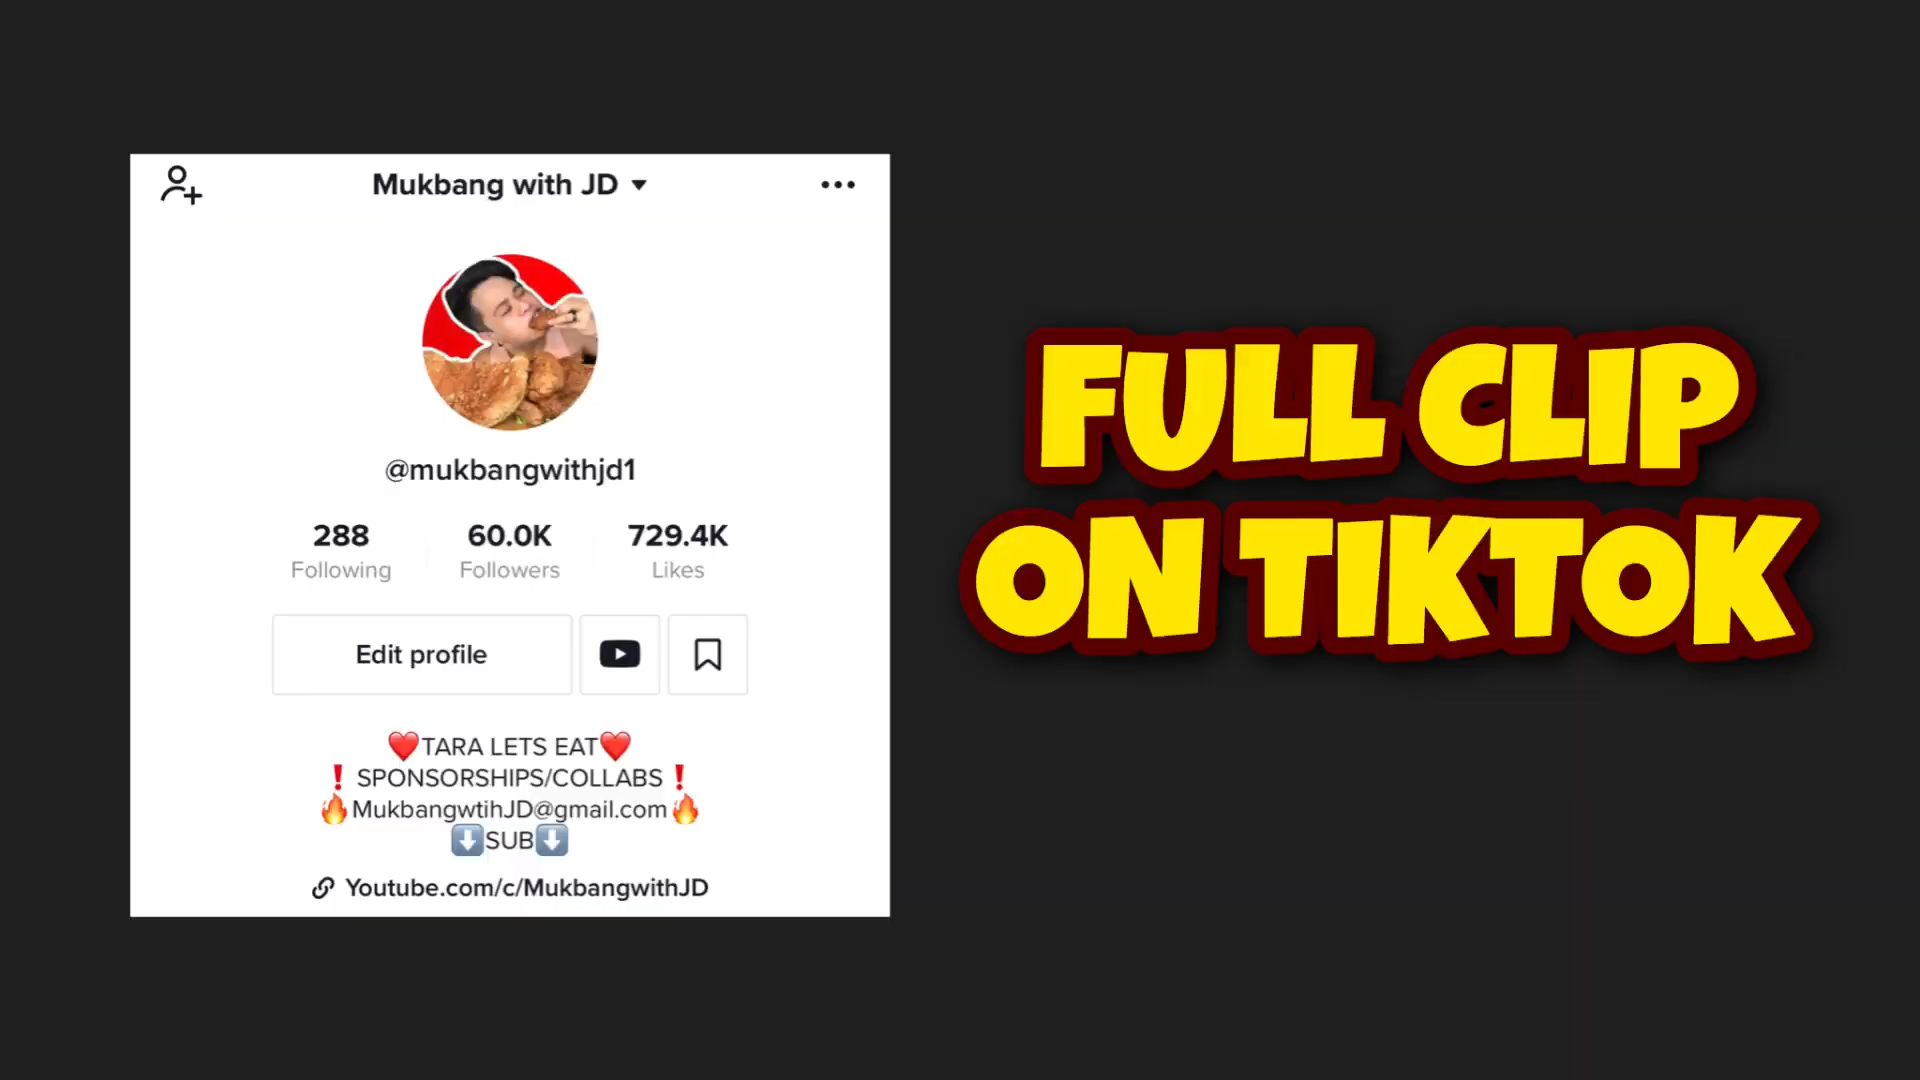 Mukbang with JD
@mukbangwithjd1
288 60.0K 729.4K
Following Followers Likes
Edit profile
❤️TARA LETS EAT❤️
❗SPONSORSHIPS/COLLABS❗
🔥MukbangwtihJD@gmail.com🔥
⬇️SUB⬇️
Youtube.com/c/MukbangwithJD
FULL CLIP
ON TIKTOK